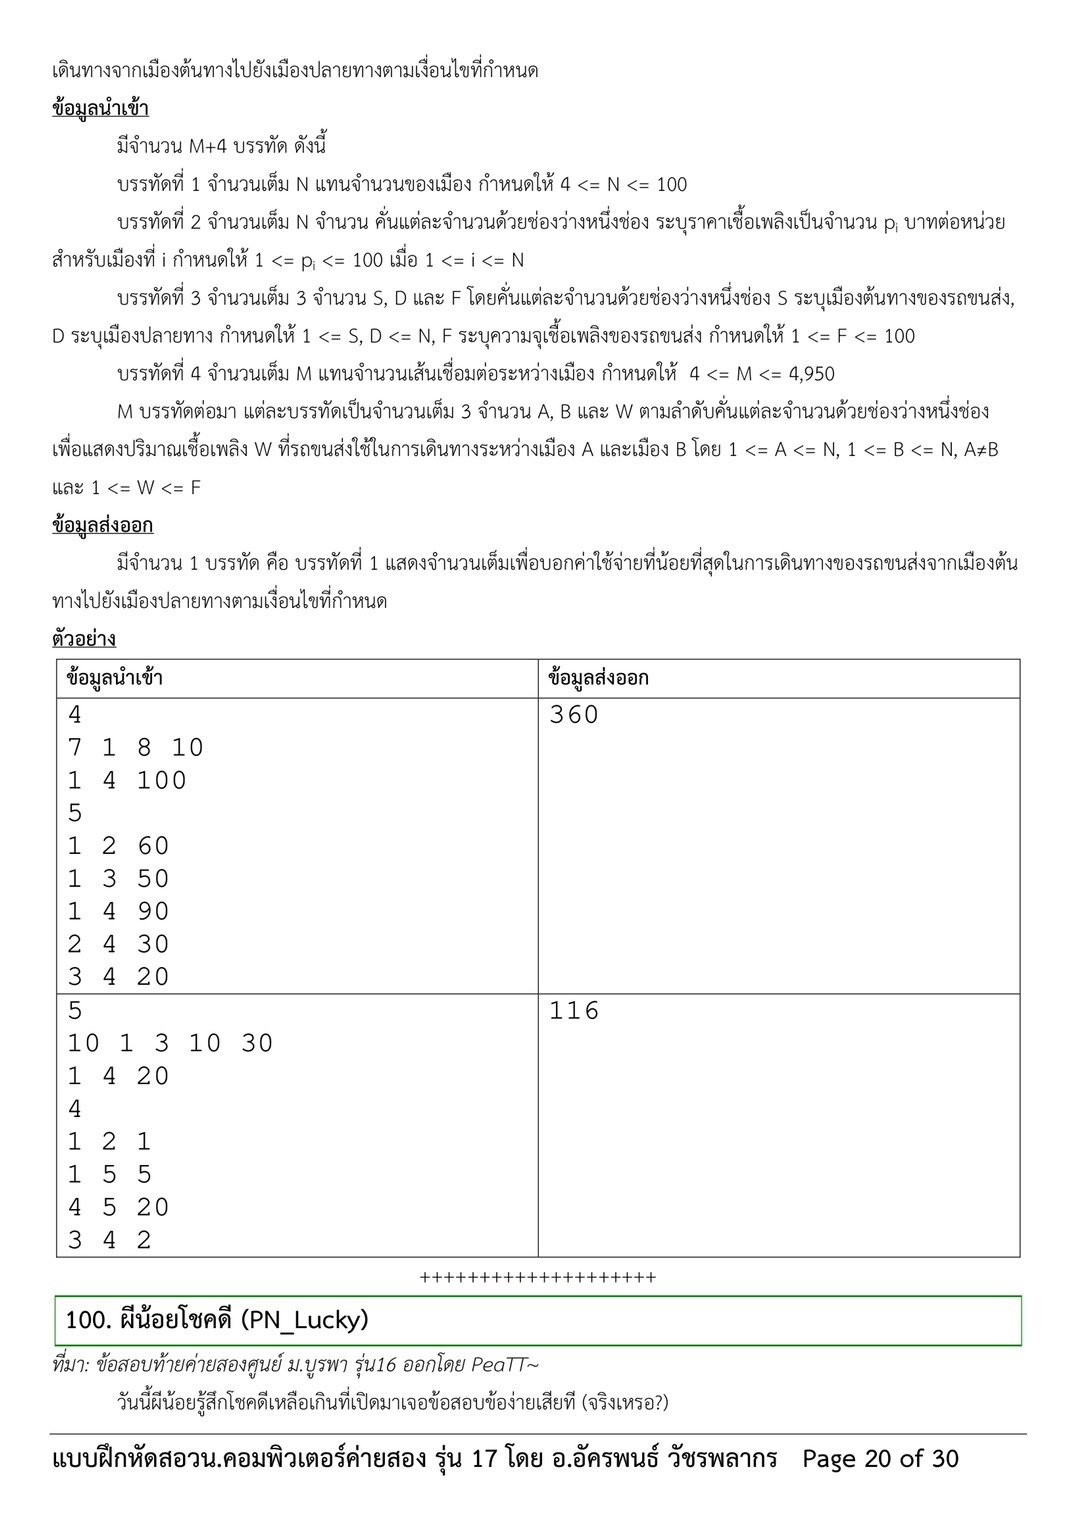 เดินทางจากเมืองต้นทางไปยังเมืองปลายทางตามเงื่อนไขที่กำหนด
ข้อมูลนำเข้า
มีจำนวน M+4 บรรทัด ดังนี้
บรรทัดที่ 1 จำนวนเต็ม N แทนจำนวนของเมือง กำหนดให้ 4 <= N <= 100
บรรทัดที่ 2 จำนวนเต็ม N จำนวน คั่นแต่ละจำนวนด้วยช่องว่างหนึ่งช่อง ระบุราคาเชื้อเพลิงเป็นจำนวน pᵢ บาทต่อหน่วย
สำหรับเมืองที่ i กำหนดให้ 1 <= pᵢ <= 100 เมื่อ 1 <= i <= N
บรรทัดที่ 3 จำนวนเต็ม 3 จำนวน S, D และ F โดยคั่นแต่ละจำนวนด้วยช่องว่างหนึ่งช่อง S ระบุเมืองต้นทางของรถขนส่ง,
D ระบุเมืองปลายทาง กำหนดให้ 1 <= S, D <= N, F ระบุความจุเชื้อเพลิงของรถขนส่ง กำหนดให้ 1 <= F <= 100
บรรทัดที่ 4 จำนวนเต็ม M แทนจำนวนเส้นเชื่อมต่อระหว่างเมือง กำหนดให้ 4 <= M <= 4,950
M บรรทัดต่อมา แต่ละบรรทัดเป็นจำนวนเต็ม 3 จำนวน A, B และ W ตามลำดับคั่นแต่ละจำนวนด้วยช่องว่างหนึ่งช่อง
เพื่อแสดงปริมาณเชื้อเพลิง W ที่รถขนส่งใช้ในการเดินทางระหว่างเมือง A และเมือง B โดย 1 <= A <= N, 1 <= B <= N, A≠B
และ 1 <= W <= F
ข้อมูลส่งออก
มีจำนวน 1 บรรทัด คือ บรรทัดที่ 1 แสดงจำนวนเต็มเพื่อบอกค่าใช้จ่ายที่น้อยที่สุดในการเดินทางของรถขนส่งจากเมืองต้น
ทางไปยังเมืองปลายทางตามเงื่อนไขที่กำหนด
ตัวอย่าง
ข้อมูลนำเข้า ข้อมูลส่งออก
4 360
7 1 8 10
1 4 100
5
1 2 60
1 3 50
1 4 90
2 4 30
3 4 20
5 116
10 1 3 10 30
1 4 20
4
1 2 1
1 5 5
4 5 20
3 4 2
++++++++++++++++++++
100. ผีน้อยโชคดี (PN_Lucky)
ที่มา: ข้อสอบท้ายค่ายสองศูนย์ ม.บูรพา รุ่น16 ออกโดย PeaTT~
วันนี้ผีน้อยรู้สึกโชคดีเหลือเกินที่เปิดมาเจอข้อสอบข้อง่ายเสียที (จริงเหรอ?)
แบบฝึกหัดสอวน.คอมพิวเตอร์ค่ายสอง รุ่น 17 โดย อ.อัครพนธ์ วัชรพลากร Page 20 of 30